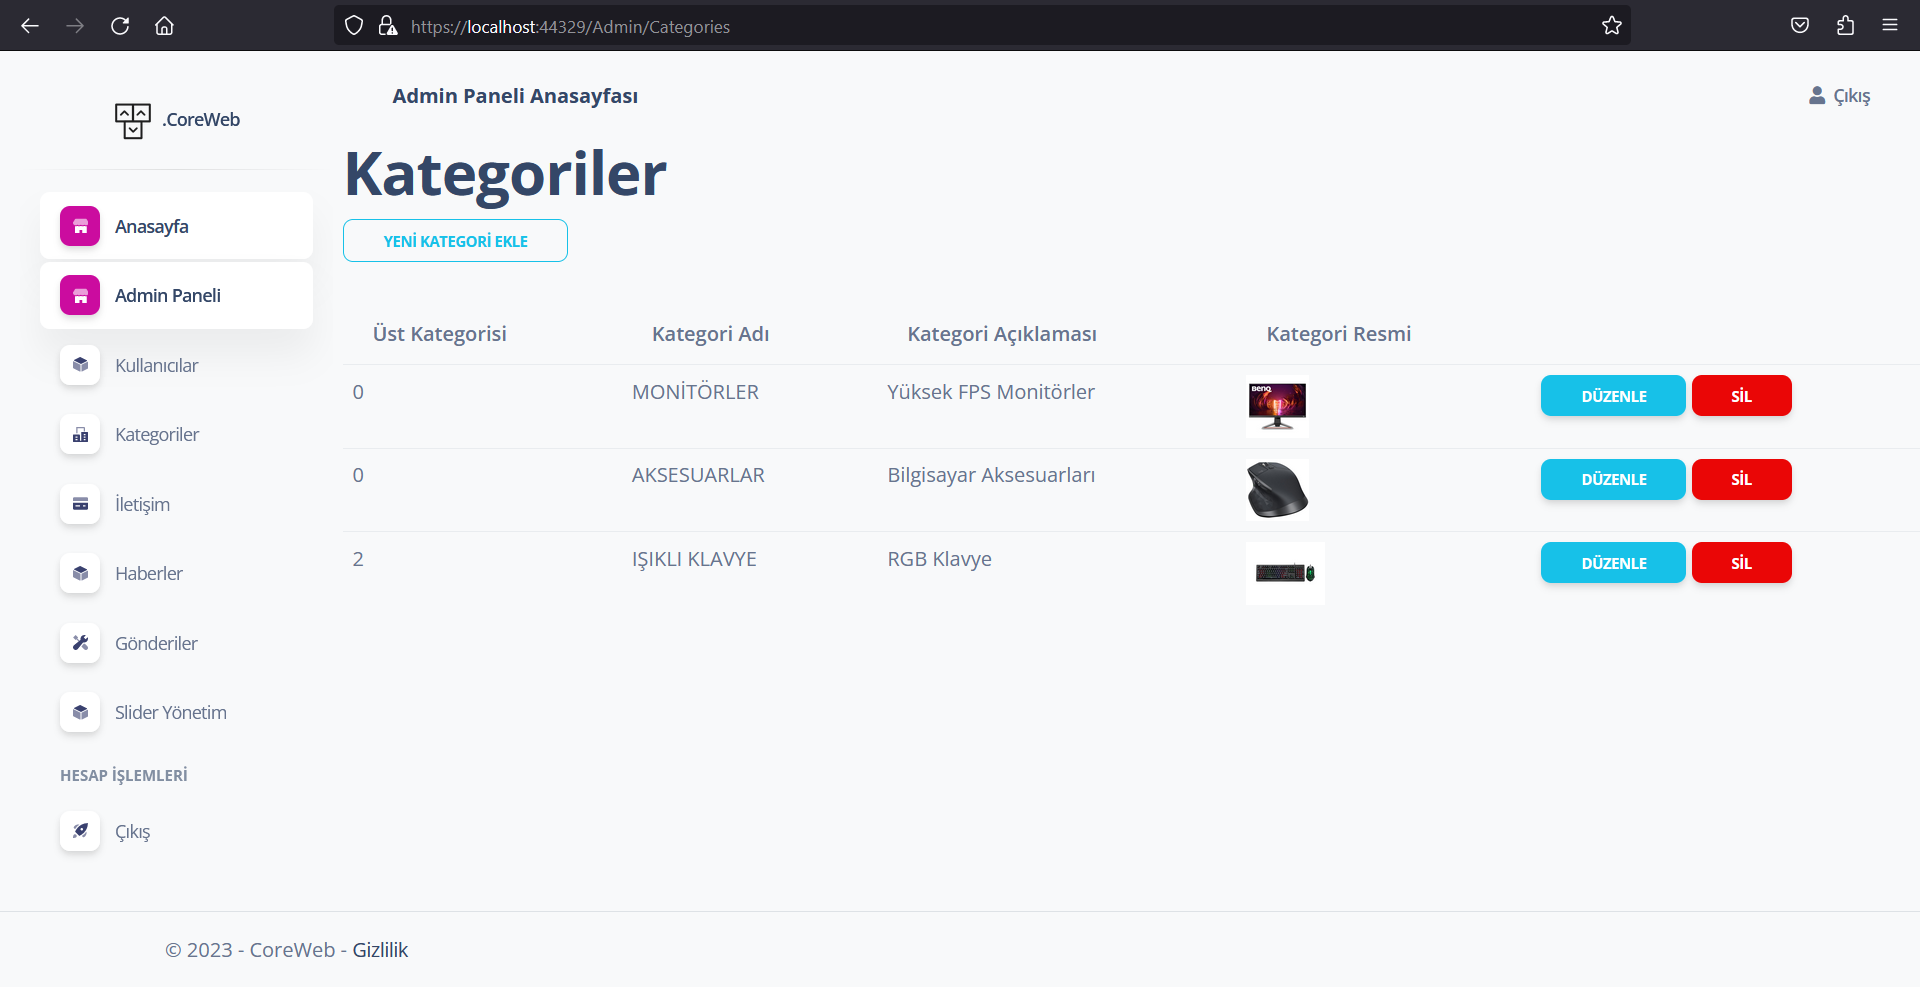 https://localhost:44329/Admin/Categories
.CoreWeb
Anasayfa
Admin Paneli
Kullanıcılar
Kategoriler
İletişim
Haberler
Gönderiler
Slider Yönetim
HESAP İŞLEMLERİ
Çıkış
Admin Paneli Anasayfası
Çıkış
Kategoriler
YENİ KATEGORİ EKLE
Üst Kategorisi Kategori Adı Kategori Açıklaması Kategori Resmi
0 MONİTÖRLER Yüksek FPS Monitörler BenQ DÜZENLE SİL
0 AKSESUARLAR Bilgisayar Aksesuarları DÜZENLE SİL
2 IŞIKLI KLAVYE RGB Klavye DÜZENLE SİL
© 2023 - CoreWeb - Gizlilik